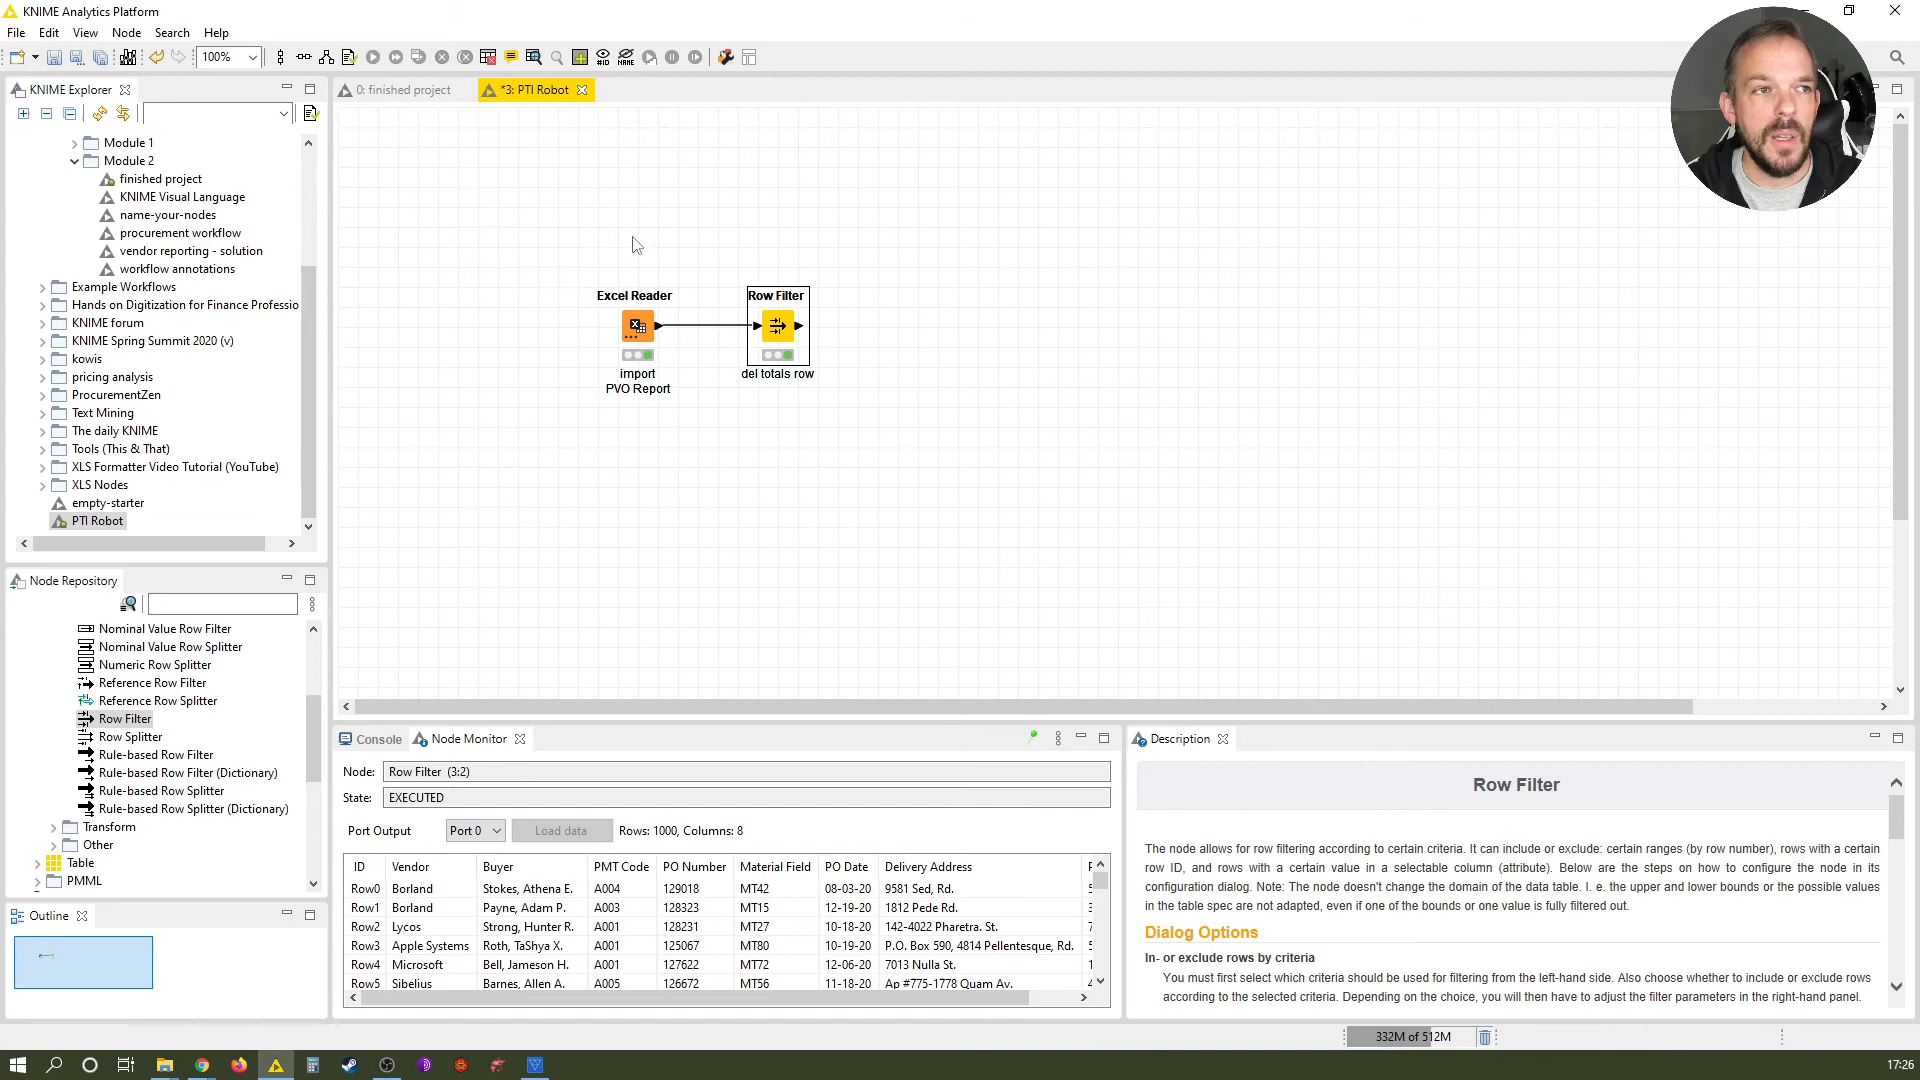 KNIME Analytics Platform
File Edit View Node Search Help
100%
KNIME Explorer
0: finished project
*3: PTI Robot
Module 1
Module 2
finished project
KNIME Visual Language
name-your-nodes
procurement workflow
vendor reporting - solution
workflow annotations
Example Workflows
Hands on Digitization for Finance Professio
KNIME forum
KNIME Spring Summit 2020 (v)
kowis
pricing analysis
ProcurementZen
Text Mining
The daily KNIME
Tools (This & That)
XLS Formatter Video Tutorial (YouTube)
XLS Nodes
empty-starter
PTI Robot
Excel Reader
import
PVO Report
Row Filter
del totals row
Node Repository
Nominal Value Row Filter
Nominal Value Row Splitter
Numeric Row Splitter
Reference Row Filter
Reference Row Splitter
Row Filter
Row Splitter
Rule-based Row Filter
Rule-based Row Filter (Dictionary)
Rule-based Row Splitter
Rule-based Row Splitter (Dictionary)
Transform
Other
Table
PMML
Outline
Console Node Monitor
Node: Row Filter (3:2)
State: EXECUTED
Port Output Port 0 Load data Rows: 1000, Columns: 8
ID Vendor Buyer PMT Code PO Number Material Field PO Date Delivery Address
Row0 Borland Stokes, Athena E. A004 129018 MT42 08-03-20 9581 Sed, Rd.
Row1 Borland Payne, Adam P. A003 128323 MT15 12-19-20 1812 Pede Rd.
Row2 Lycos Strong, Hunter R. A001 128231 MT27 10-18-20 142-4022 Pharetra. St.
Row3 Apple Systems Roth, TaShya X. A001 125067 MT80 10-19-20 P.O. Box 590, 4814 Pellentesque, Rd.
Row4 Microsoft Bell, Jameson H. A001 127622 MT72 12-06-20 7013 Nulla St.
Row5 Sibelius Barnes, Allen A. A005 126672 MT56 11-18-20 Ap #775-1778 Quam Av.
Description
Row Filter
The node allows for row filtering according to certain criteria. It can include or exclude: certain ranges (by row number), rows with a certain
row ID, and rows with a certain value in a selectable column (attribute). Below are the steps on how to configure the node in its
configuration dialog. Note: The node doesn't change the domain of the data table. I. e. the upper and lower bounds or the possible values
in the table spec are not adapted, even if one of the bounds or one value is fully filtered out.
Dialog Options
In- or exclude rows by criteria
You must first select which criteria should be used for filtering from the left-hand side. Also choose whether to include or exclude rows
according to the selected criteria. Depending on the choice, you will then have to adjust the filter parameters in the right-hand panel.
332M of 512M
17:26